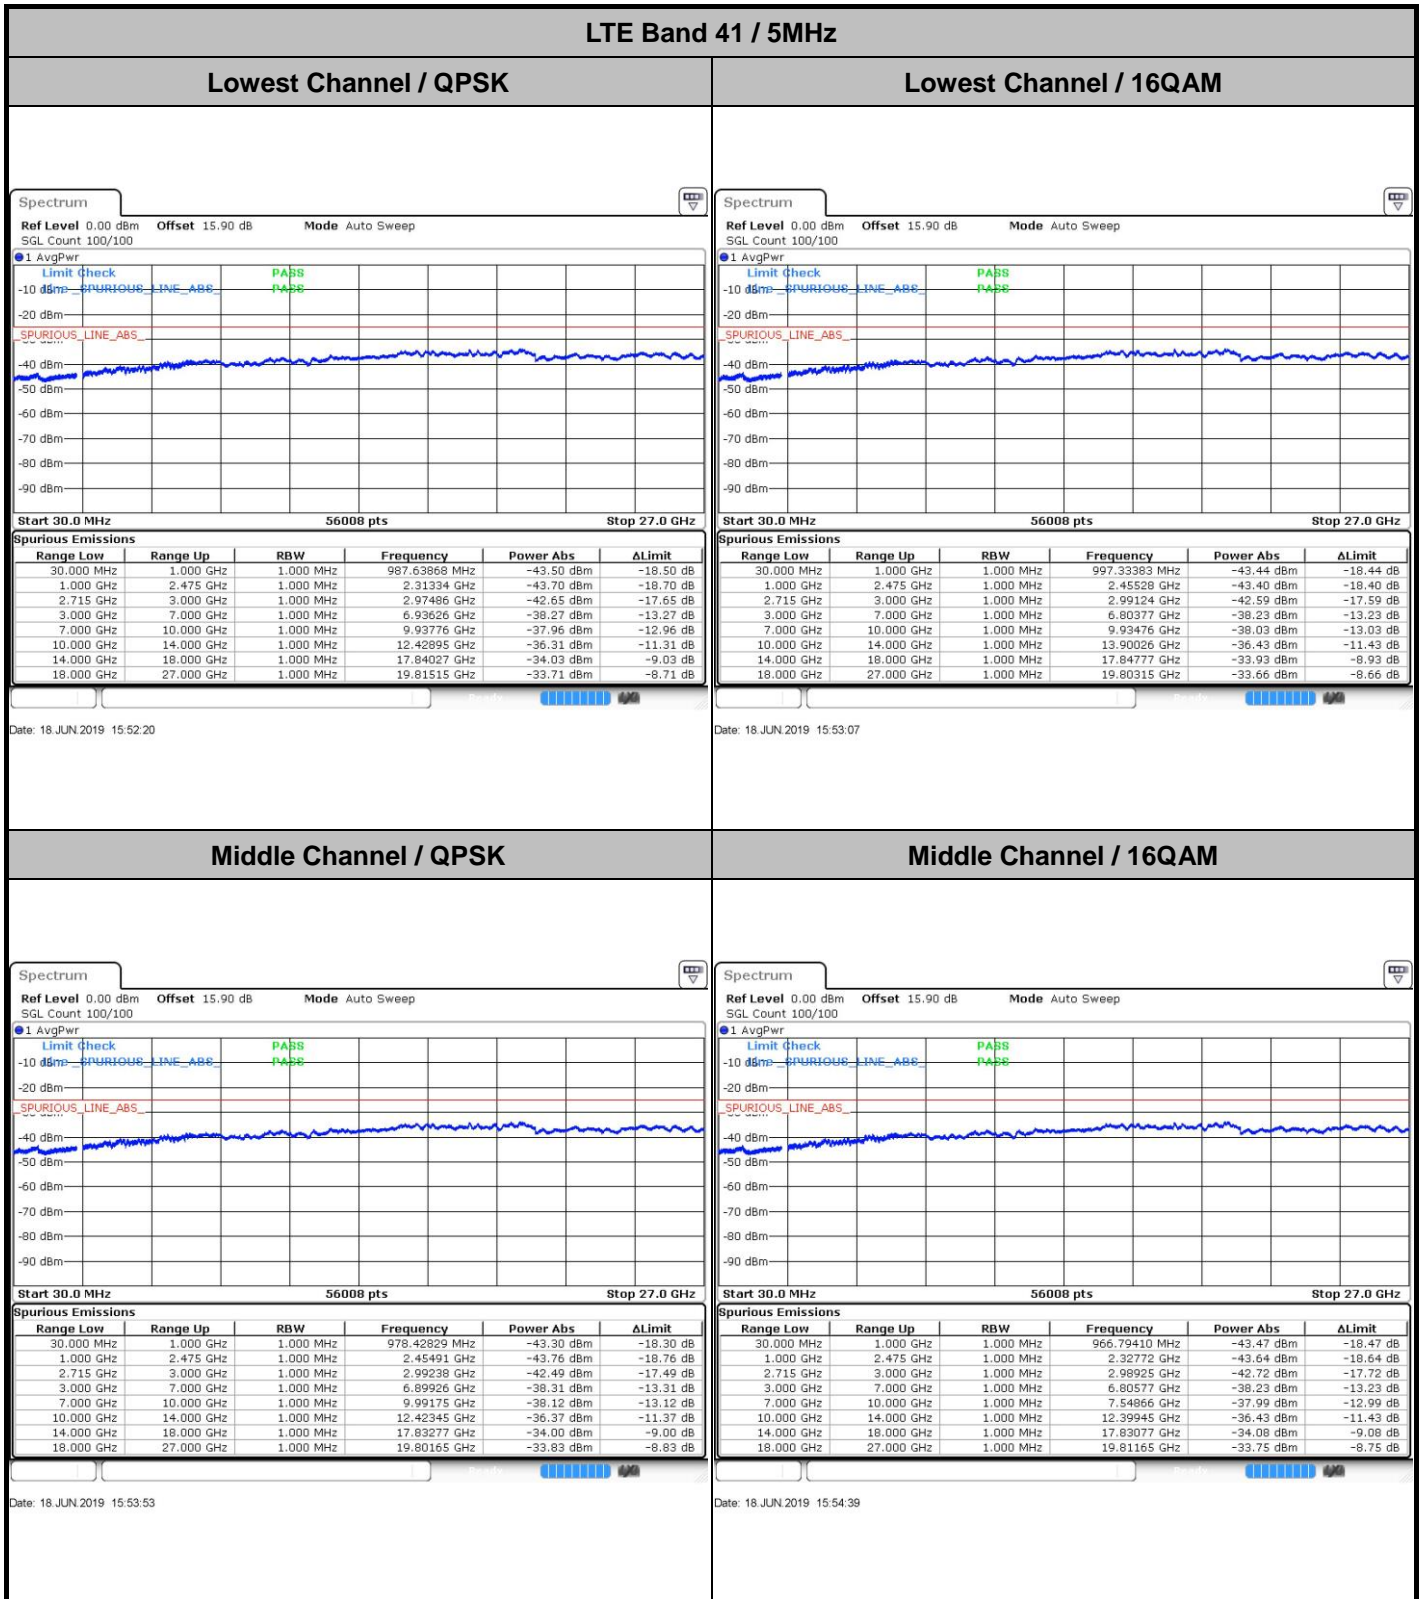 LTE Band 41 / 5MHz
Lowest Channel / QPSK
Lowest Channel / 16QAM
Spectrum
Ref Level 0.00 dBm Offset 15.90 dB Mode Auto Sweep
SGL Count 100/100
1 AvgPwr
Limit Check PASS
-10 dBm Line _SPURIOUS_LINE_ABS_ PASS
-20 dBm
_SPURIOUS_LINE_ABS_
-40 dBm
-50 dBm
-60 dBm
-70 dBm
-80 dBm
-90 dBm
Start 30.0 MHz 56008 pts Stop 27.0 GHz
Spurious Emissions
Range Low Range Up RBW Frequency Power Abs ΔLimit
30.000 MHz 1.000 GHz 1.000 MHz 987.63868 MHz -43.50 dBm -18.50 dB
1.000 GHz 2.475 GHz 1.000 MHz 2.31334 GHz -43.70 dBm -18.70 dB
2.715 GHz 3.000 GHz 1.000 MHz 2.97486 GHz -42.65 dBm -17.65 dB
3.000 GHz 7.000 GHz 1.000 MHz 6.93626 GHz -38.27 dBm -13.27 dB
7.000 GHz 10.000 GHz 1.000 MHz 9.93776 GHz -37.96 dBm -12.96 dB
10.000 GHz 14.000 GHz 1.000 MHz 12.42895 GHz -36.31 dBm -11.31 dB
14.000 GHz 18.000 GHz 1.000 MHz 17.84027 GHz -34.03 dBm -9.03 dB
18.000 GHz 27.000 GHz 1.000 MHz 19.81515 GHz -33.71 dBm -8.71 dB
Date: 18.JUN.2019 15:52:20
Spectrum
Ref Level 0.00 dBm Offset 15.90 dB Mode Auto Sweep
SGL Count 100/100
1 AvgPwr
Limit Check PASS
-10 dBm Line _SPURIOUS_LINE_ABS_ PASS
-20 dBm
_SPURIOUS_LINE_ABS_
-40 dBm
-50 dBm
-60 dBm
-70 dBm
-80 dBm
-90 dBm
Start 30.0 MHz 56008 pts Stop 27.0 GHz
Spurious Emissions
Range Low Range Up RBW Frequency Power Abs ΔLimit
30.000 MHz 1.000 GHz 1.000 MHz 997.33383 MHz -43.44 dBm -18.44 dB
1.000 GHz 2.475 GHz 1.000 MHz 2.45528 GHz -43.40 dBm -18.40 dB
2.715 GHz 3.000 GHz 1.000 MHz 2.99124 GHz -42.59 dBm -17.59 dB
3.000 GHz 7.000 GHz 1.000 MHz 6.80377 GHz -38.23 dBm -13.23 dB
7.000 GHz 10.000 GHz 1.000 MHz 9.93476 GHz -38.03 dBm -13.03 dB
10.000 GHz 14.000 GHz 1.000 MHz 13.90026 GHz -36.43 dBm -11.43 dB
14.000 GHz 18.000 GHz 1.000 MHz 17.84777 GHz -33.93 dBm -8.93 dB
18.000 GHz 27.000 GHz 1.000 MHz 19.80315 GHz -33.66 dBm -8.66 dB
Date: 18.JUN.2019 15:53:07
Middle Channel / QPSK
Middle Channel / 16QAM
Spectrum
Ref Level 0.00 dBm Offset 15.90 dB Mode Auto Sweep
SGL Count 100/100
1 AvgPwr
Limit Check PASS
-10 dBm Line _SPURIOUS_LINE_ABS_ PASS
-20 dBm
_SPURIOUS_LINE_ABS_
-40 dBm
-50 dBm
-60 dBm
-70 dBm
-80 dBm
-90 dBm
Start 30.0 MHz 56008 pts Stop 27.0 GHz
Spurious Emissions
Range Low Range Up RBW Frequency Power Abs ΔLimit
30.000 MHz 1.000 GHz 1.000 MHz 978.42829 MHz -43.30 dBm -18.30 dB
1.000 GHz 2.475 GHz 1.000 MHz 2.45491 GHz -43.76 dBm -18.76 dB
2.715 GHz 3.000 GHz 1.000 MHz 2.99238 GHz -42.49 dBm -17.49 dB
3.000 GHz 7.000 GHz 1.000 MHz 6.89926 GHz -38.31 dBm -13.31 dB
7.000 GHz 10.000 GHz 1.000 MHz 9.99175 GHz -38.12 dBm -13.12 dB
10.000 GHz 14.000 GHz 1.000 MHz 12.42345 GHz -36.37 dBm -11.37 dB
14.000 GHz 18.000 GHz 1.000 MHz 17.83277 GHz -34.00 dBm -9.00 dB
18.000 GHz 27.000 GHz 1.000 MHz 19.80165 GHz -33.83 dBm -8.83 dB
Date: 18.JUN.2019 15:53:53
Spectrum
Ref Level 0.00 dBm Offset 15.90 dB Mode Auto Sweep
SGL Count 100/100
1 AvgPwr
Limit Check PASS
-10 dBm Line _SPURIOUS_LINE_ABS_ PASS
-20 dBm
_SPURIOUS_LINE_ABS_
-40 dBm
-50 dBm
-60 dBm
-70 dBm
-80 dBm
-90 dBm
Start 30.0 MHz 56008 pts Stop 27.0 GHz
Spurious Emissions
Range Low Range Up RBW Frequency Power Abs ΔLimit
30.000 MHz 1.000 GHz 1.000 MHz 966.79410 MHz -43.47 dBm -18.47 dB
1.000 GHz 2.475 GHz 1.000 MHz 2.32772 GHz -43.64 dBm -18.64 dB
2.715 GHz 3.000 GHz 1.000 MHz 2.98925 GHz -42.72 dBm -17.72 dB
3.000 GHz 7.000 GHz 1.000 MHz 6.80577 GHz -38.23 dBm -13.23 dB
7.000 GHz 10.000 GHz 1.000 MHz 7.54866 GHz -37.99 dBm -12.99 dB
10.000 GHz 14.000 GHz 1.000 MHz 12.39945 GHz -36.43 dBm -11.43 dB
14.000 GHz 18.000 GHz 1.000 MHz 17.83077 GHz -34.08 dBm -9.08 dB
18.000 GHz 27.000 GHz 1.000 MHz 19.81165 GHz -33.75 dBm -8.75 dB
Date: 18.JUN.2019 15:54:39